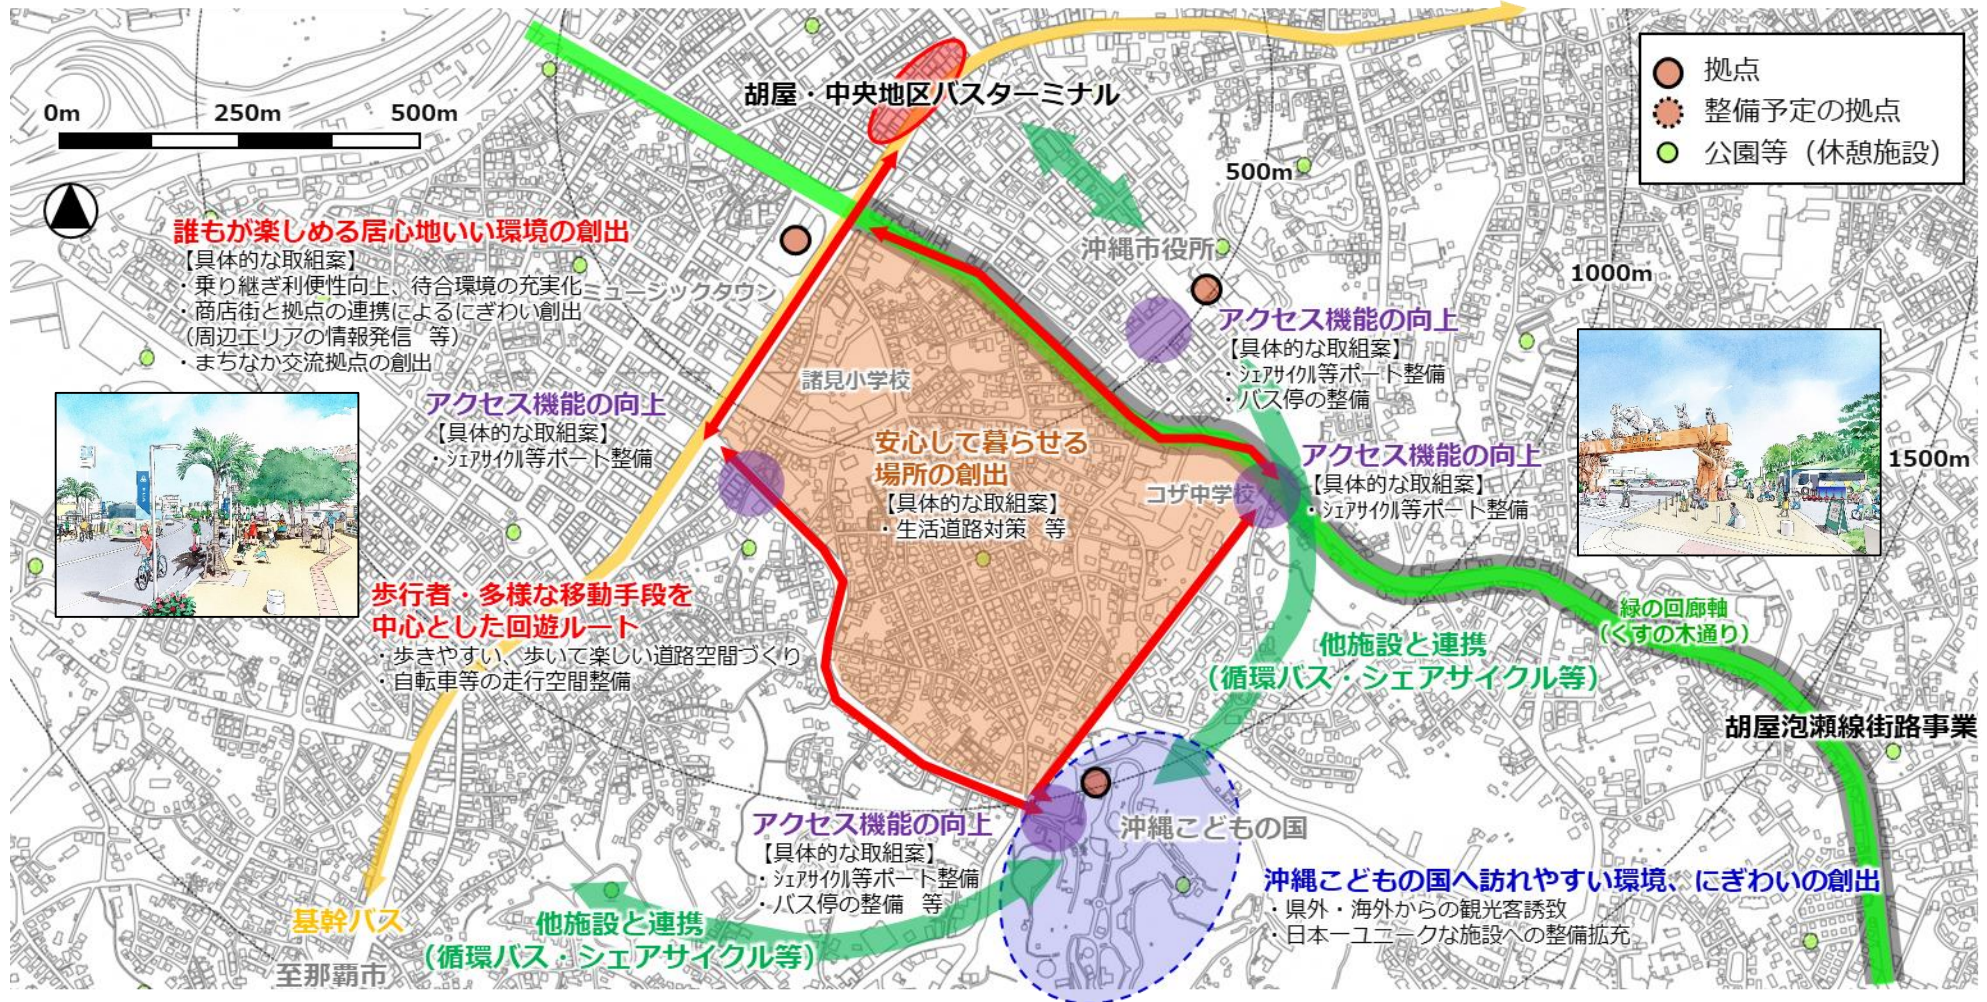 0m 250m 500m
拠点
整備予定の拠点
公園等（休憩施設）
胡屋・中央地区バスターミナル
500m
1000m
1500m
誰もが楽しめる居心地いい環境の創出
【具体的な取組案】
・乗り継ぎ利便性向上、待合環境の充実化
・商店街と拠点の連携によるにぎわい創出
（周辺エリアの情報発信　等）
・まちなか交流拠点の創出
ミュージックタウン
沖縄市役所
アクセス機能の向上
【具体的な取組案】
・ｼｪｱｻｲｸﾙ等ポート整備
・バス停の整備
諸見小学校
アクセス機能の向上
【具体的な取組案】
・ｼｪｱｻｲｸﾙ等ポート整備
安心して暮らせる
場所の創出
【具体的な取組案】
・生活道路対策　等
コザ中学校
アクセス機能の向上
【具体的な取組案】
・ｼｪｱｻｲｸﾙ等ポート整備
歩行者・多様な移動手段を
中心とした回遊ルート
・歩きやすい、歩いて楽しい道路空間づくり
・自転車等の走行空間整備
緑の回廊軸
（くすの木通り）
他施設と連携
（循環バス・シェアサイクル等）
胡屋泡瀬線街路事業
アクセス機能の向上
【具体的な取組案】
・ｼｪｱｻｲｸﾙ等ポート整備
・バス停の整備　等
沖縄こどもの国
沖縄こどもの国へ訪れやすい環境、にぎわいの創出
・県外・海外からの観光客誘致
・日本一ユニークな施設への整備拡充
基幹バス
他施設と連携
（循環バス・シェアサイクル等）
至那覇市